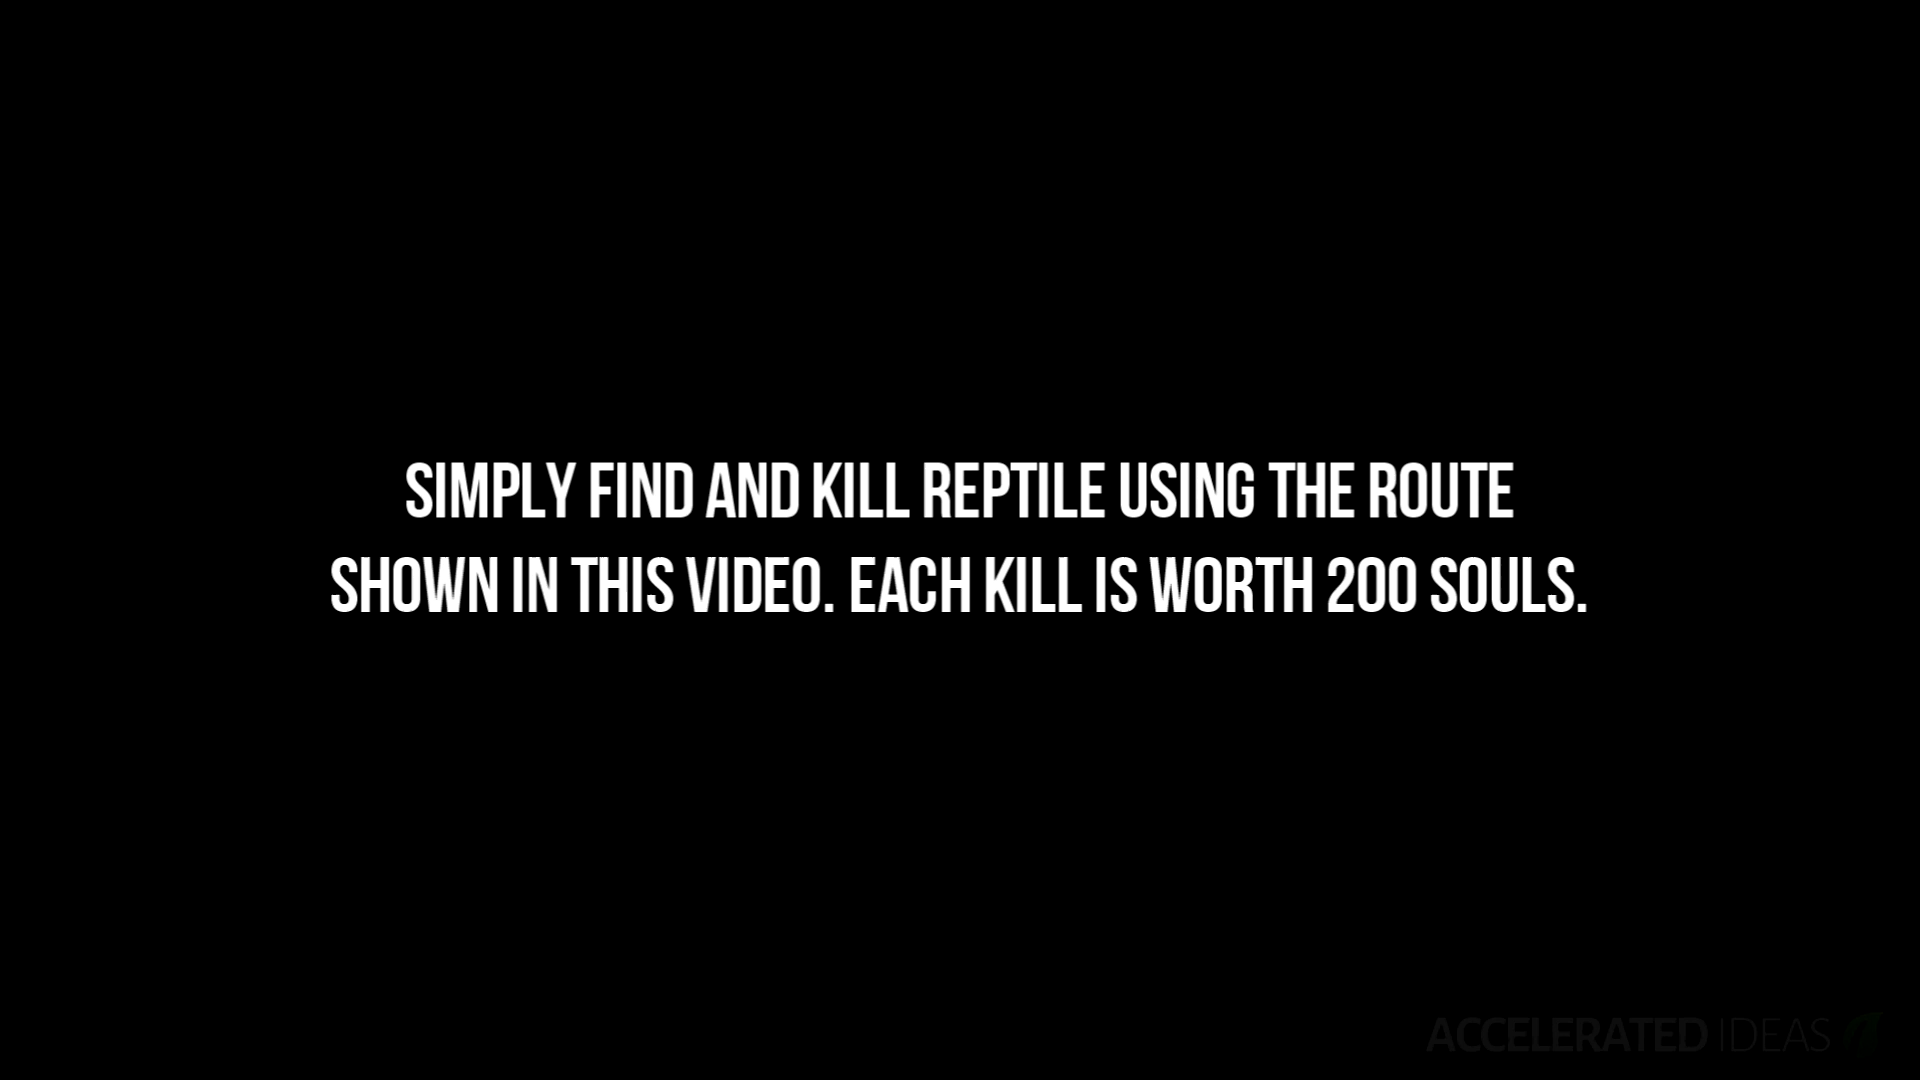 SIMPLY FIND AND KILL REPTILE USING THE ROUTE
SHOWN IN THIS VIDEO. EACH KILL IS WORTH 200 SOULS.
ACCELERATED IDEAS